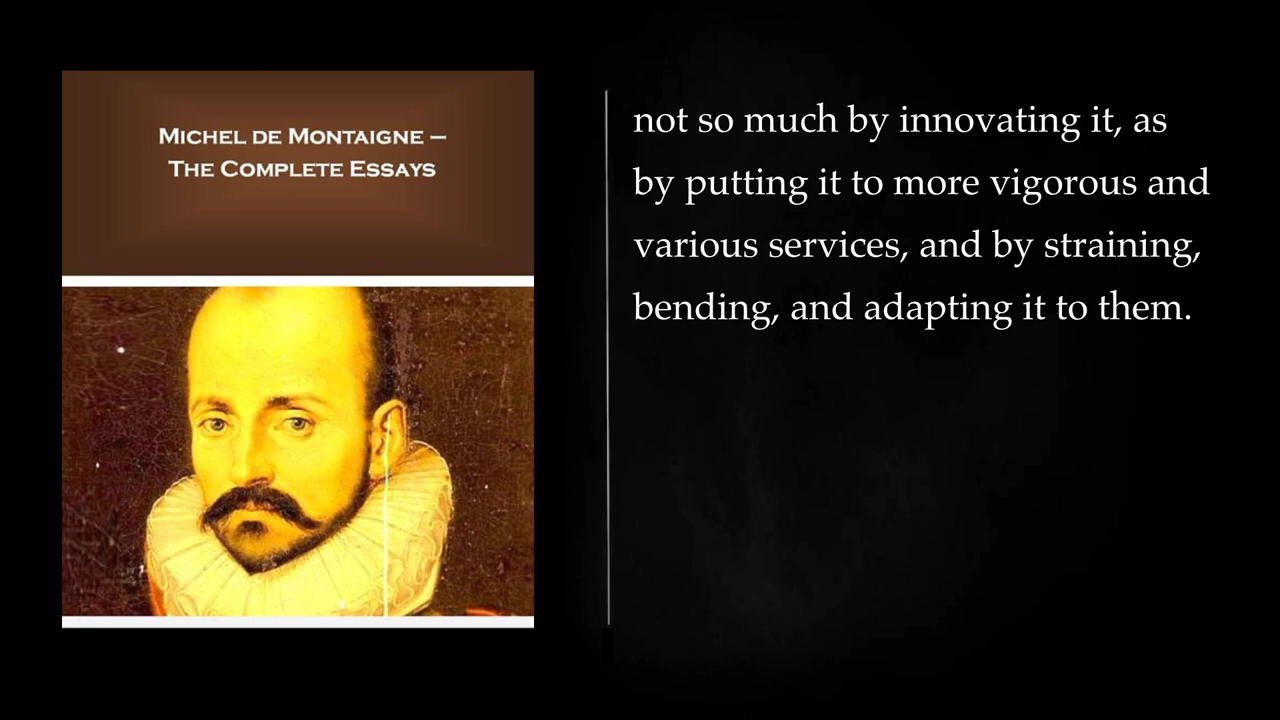 Michel de Montaigne –
The Complete Essays
not so much by innovating it, as
by putting it to more vigorous and
various services, and by straining,
bending, and adapting it to them.